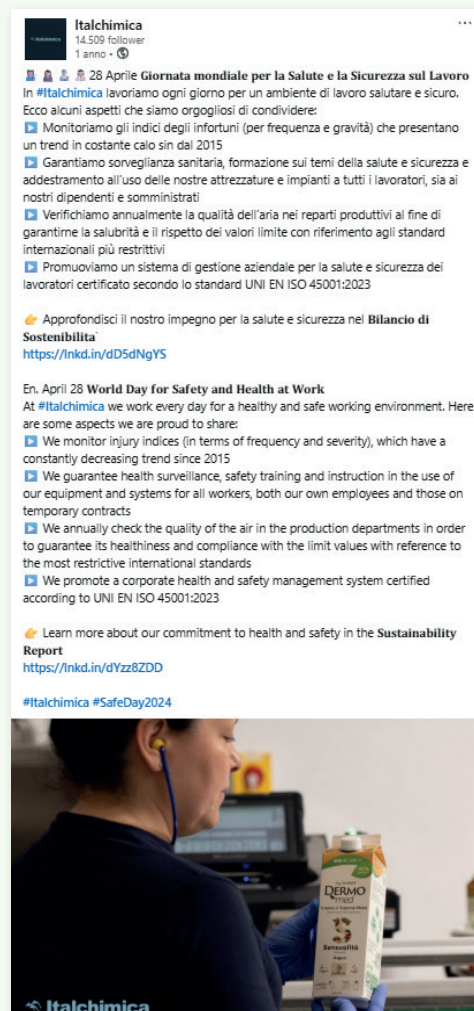 Italchimica
14.509 follower
1 anno •
28 Aprile Giornata mondiale per la Salute e la Sicurezza sul Lavoro
In #Italchimica lavoriamo ogni giorno per un ambiente di lavoro salutare e sicuro.
Ecco alcuni aspetti che siamo orgogliosi di condividere:
Monitoriamo gli indici degli infortuni (per frequenza e gravità) che presentano
un trend in costante calo sin dal 2015
Garantiamo sorveglianza sanitaria, formazione sui temi della salute e sicurezza e
addestramento all'uso delle nostre attrezzature e impianti a tutti i lavoratori, sia ai
nostri dipendenti e somministrati
Verifichiamo annualmente la qualità dell'aria nei reparti produttivi al fine di
garantirne la salubrità e il rispetto dei valori limite con riferimento agli standard
internazionali più restrittivi
Promuoviamo un sistema di gestione aziendale per la salute e sicurezza dei
lavoratori certificato secondo lo standard UNI EN ISO 45001:2023
Approfondisci il nostro impegno per la salute e sicurezza nel Bilancio di
Sostenibilita`
https://lnkd.in/dD5dNgYS
En. April 28 World Day for Safety and Health at Work
At #Italchimica we work every day for a healthy and safe working environment. Here
are some aspects we are proud to share:
We monitor injury indices (in terms of frequency and severity), which have a
constantly decreasing trend since 2015
We guarantee health surveillance, safety training and instruction in the use of
our equipment and systems for all workers, both our own employees and those on
temporary contracts
We annually check the quality of the air in the production departments in order
to guarantee its healthiness and compliance with the limit values with reference to
the most restrictive international standards
We promote a corporate health and safety management system certified
according to UNI EN ISO 45001:2023
Learn more about our commitment to health and safety in the Sustainability
Report
https://lnkd.in/dYzz8ZDD
#Italchimica #SafeDay2024
DERMO
med
Sensualità
Argan
Italchimica